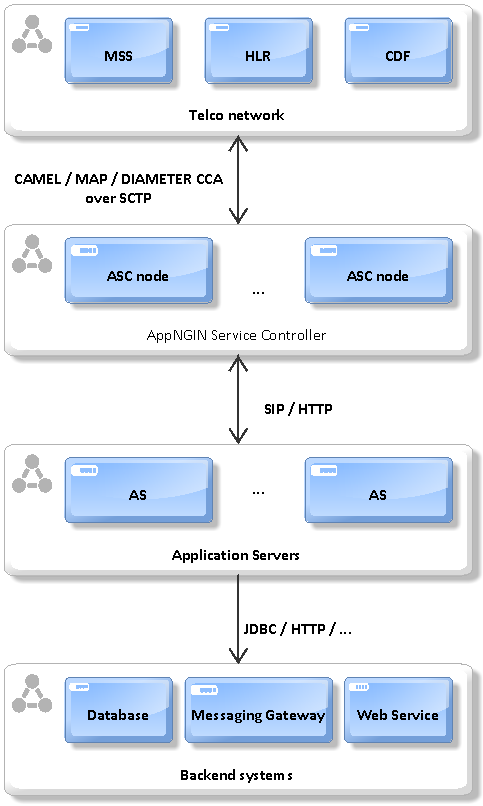 MSS HLR CDF
Telco network
CAMEL / MAP / DIAMETER CCA
over SCTP
ASC node ... ASC node
AppNGIN Service Controller
SIP / HTTP
AS ... AS
Application Servers
JDBC / HTTP / ...
Database Messaging Gateway Web Service
Backend systems